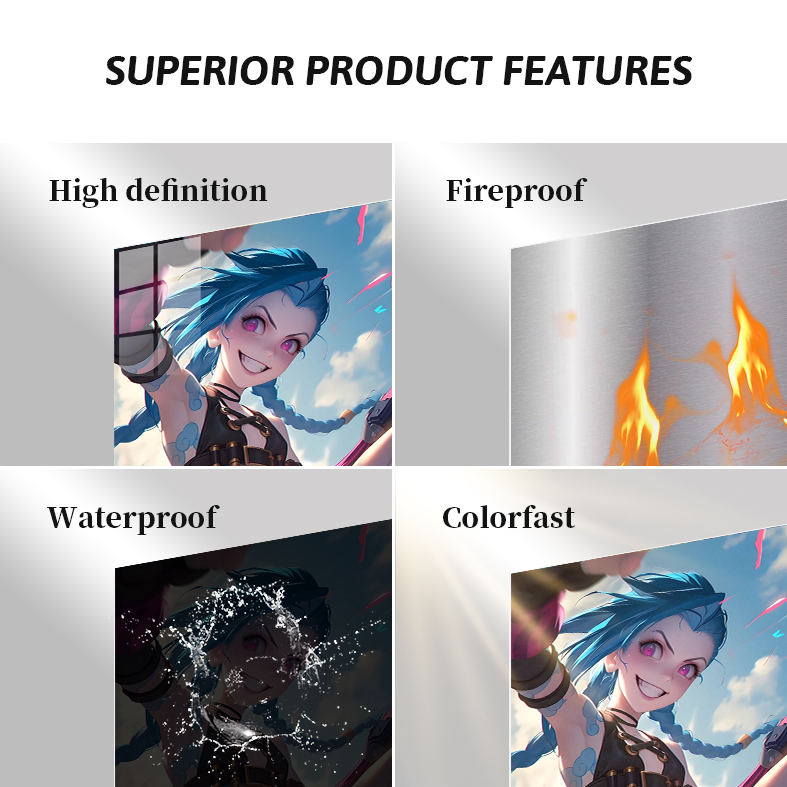 SUPERIOR PRODUCT FEATURES
High definition
Fireproof
Waterproof
Colorfast